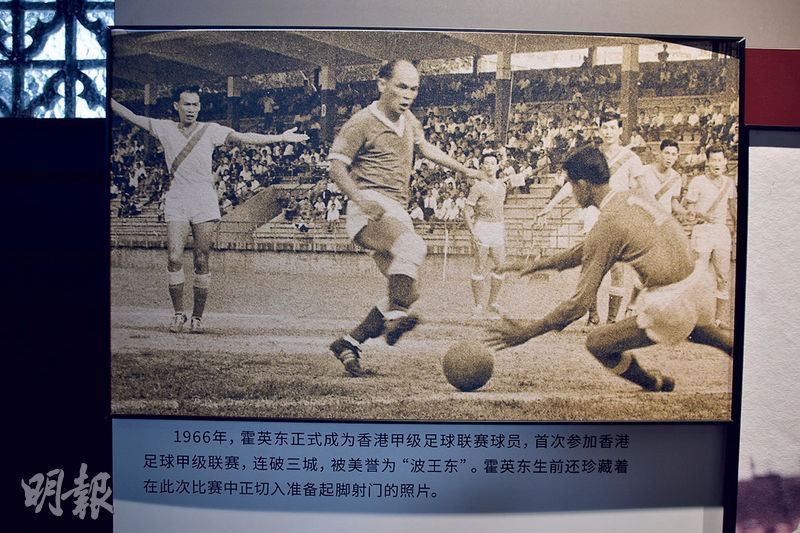 1966年，霍英东正式成为香港甲级足球联赛球员，首次参加香港
足球甲级联赛，连破三城，被美誉为“波王东”。霍英东生前还珍藏着
在此次比赛中正切入准备起脚射门的照片。
明報